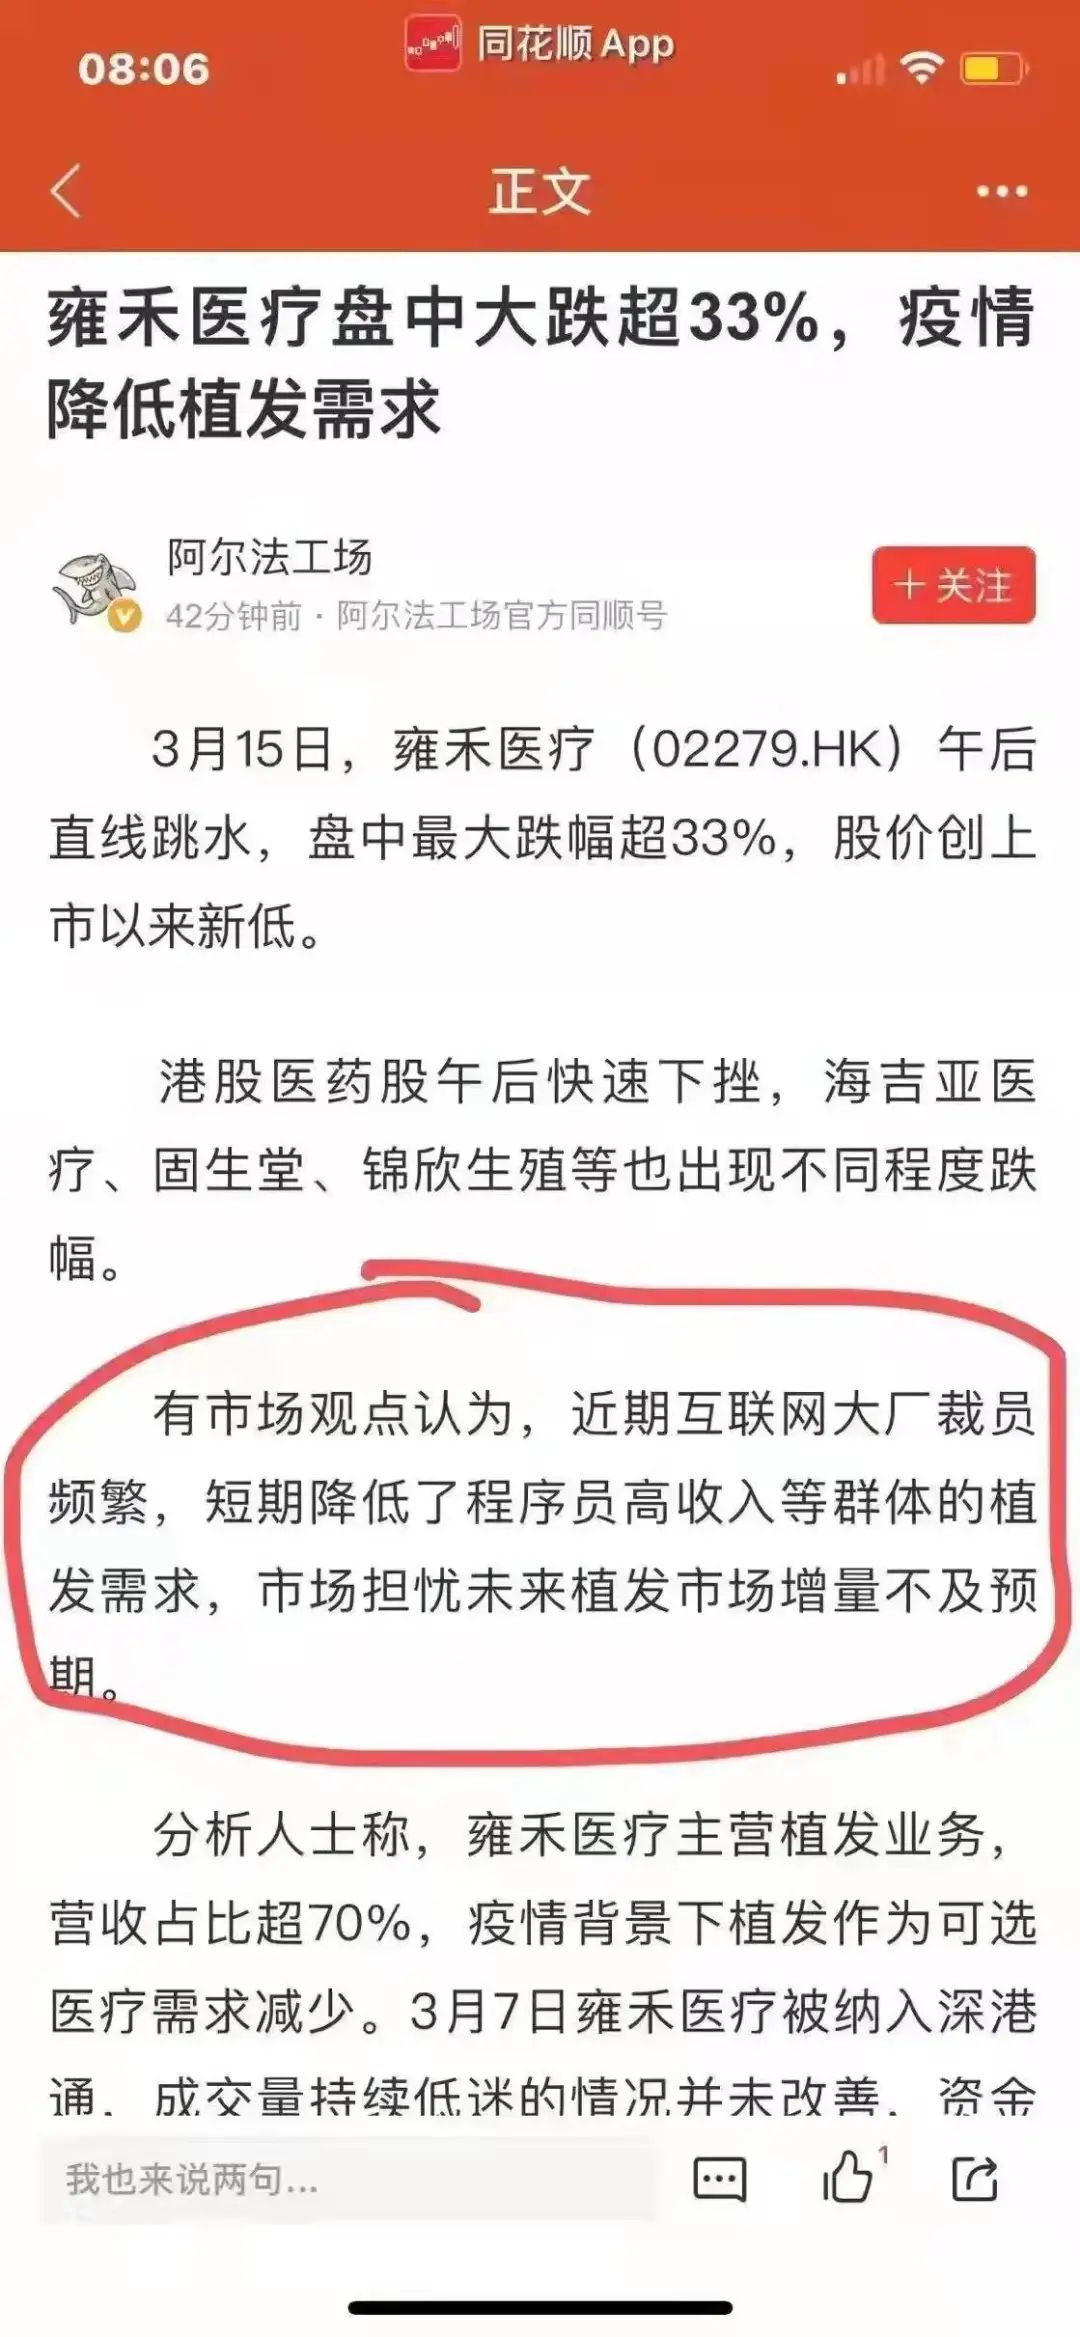 08:06
同花顺App
正文
雍禾医疗盘中大跌超33%，疫情
降低植发需求
阿尔法工场
42分钟前·阿尔法工场官方同顺号
+关注
3月15日，雍禾医疗（02279.HK）午后
直线跳水，盘中最大跌幅超33%，股价创上
市以来新低。
港股医药股午后快速下挫，海吉亚医
疗、固生堂、锦欣生殖等也出现不同程度跌
幅。
有市场观点认为，近期互联网大厂裁员
频繁，短期降低了程序员高收入等群体的植
发需求，市场担忧未来植发市场增量不及预
期。
分析人士称，雍禾医疗主营植发业务，
营收占比超70%，疫情背景下植发作为可选
医疗需求减少。3月7日雍禾医疗被纳入深港
通，成交量持续低迷的情况并未改善，资金
我也来说两句...
1